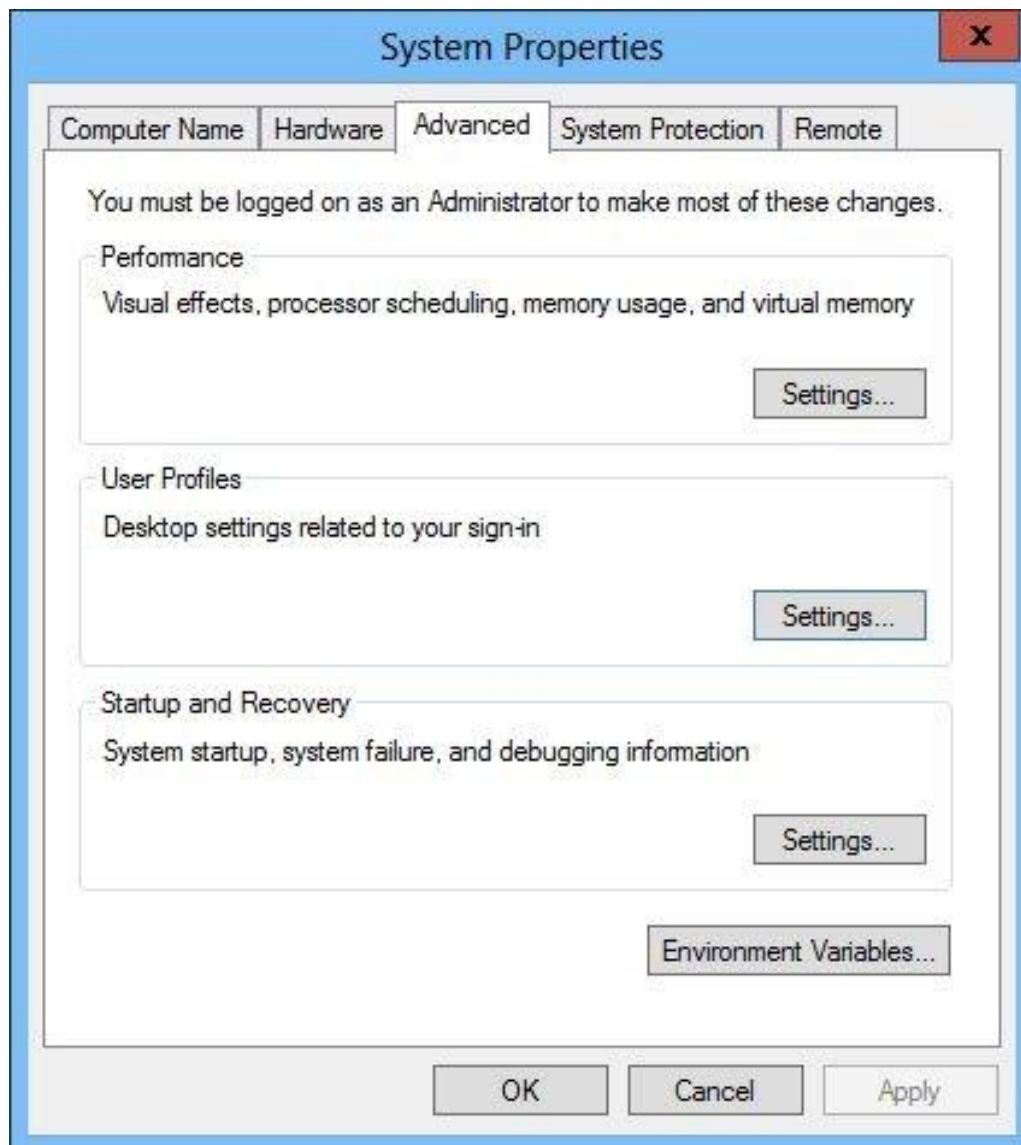 System Properties
x
Computer Name Hardware Advanced System Protection Remote
You must be logged on as an Administrator to make most of these changes.
Performance
Visual effects, processor scheduling, memory usage, and virtual memory
Settings...
User Profiles
Desktop settings related to your sign-in
Settings...
Startup and Recovery
System startup, system failure, and debugging information
Settings...
Environment Variables...
OK Cancel Apply